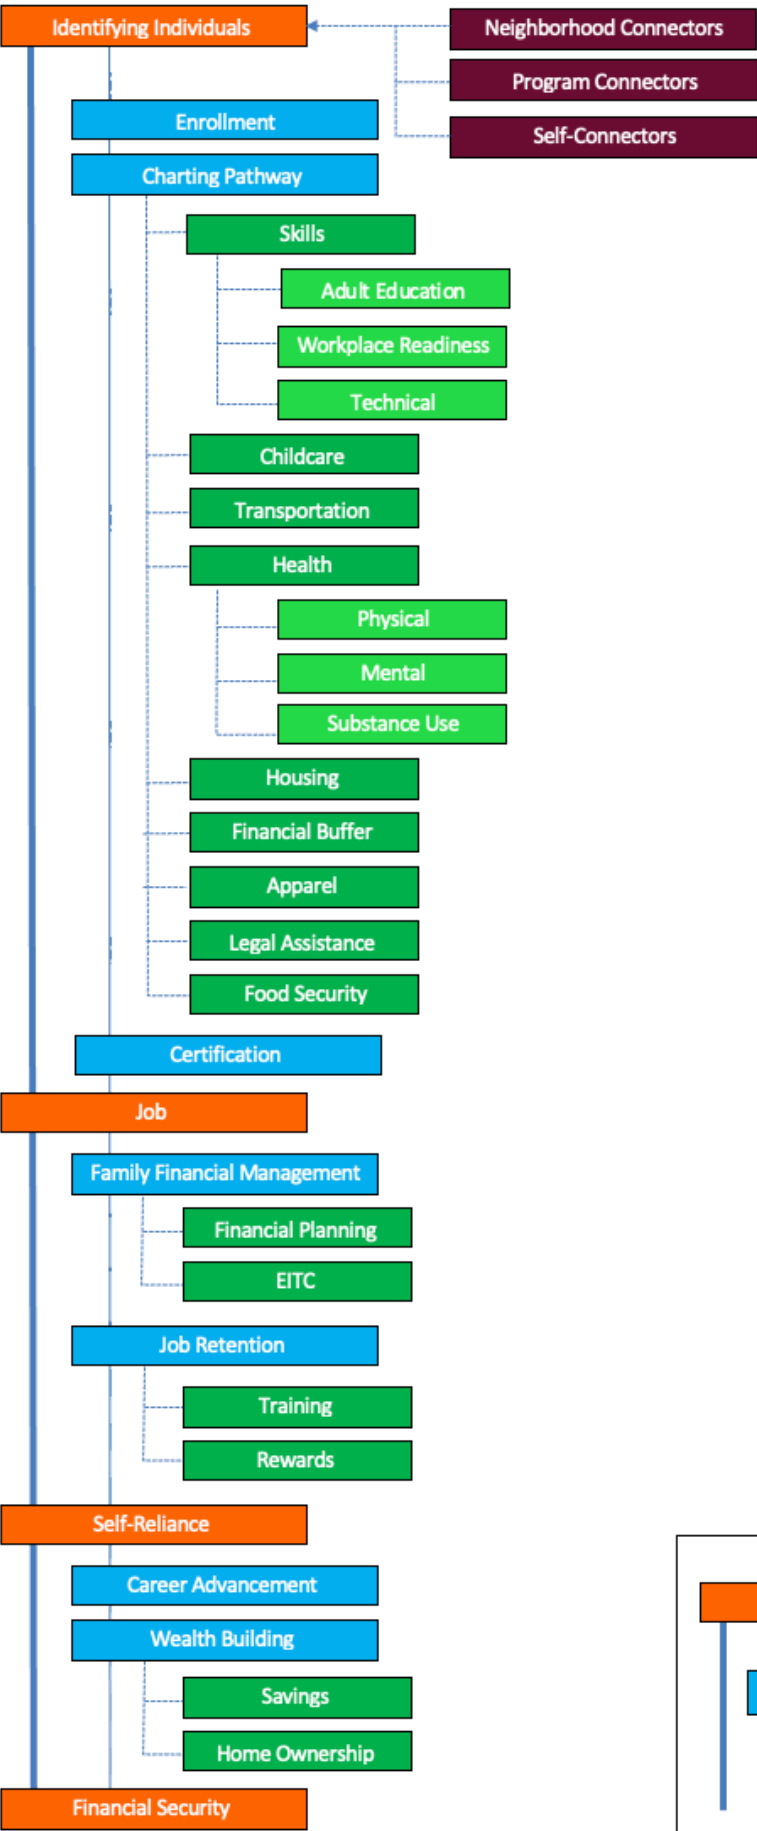 Identifying Individuals
Neighborhood Connectors
Program Connectors
Self-Connectors
Enrollment
Charting Pathway
Skills
Adult Education
Workplace Readiness
Technical
Childcare
Transportation
Health
Physical
Mental
Substance Use
Housing
Financial Buffer
Apparel
Legal Assistance
Food Security
Certification
Job
Family Financial Management
Financial Planning
EITC
Job Retention
Training
Rewards
Self-Reliance
Career Advancement
Wealth Building
Savings
Home Ownership
Financial Security